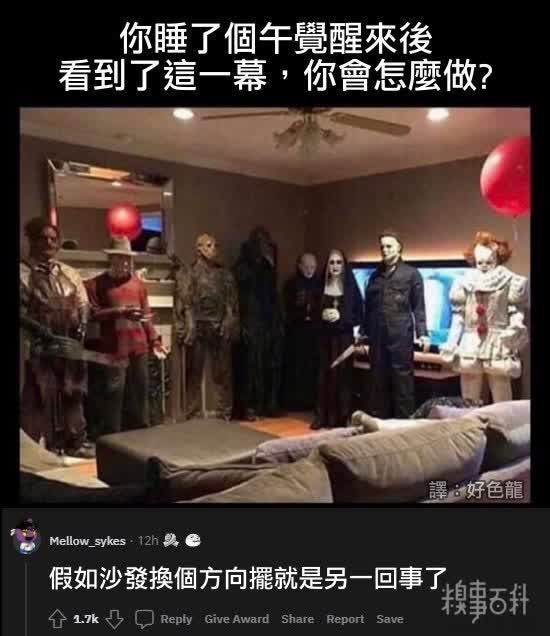 你睡了個午覺醒來後
看到了這一幕，你會怎麼做?
譯：好色龍
Mellow_sykes · 12h
假如沙發換個方向擺就是另一回事了
1.7k Reply Give Award Share Report Save
糗事百科